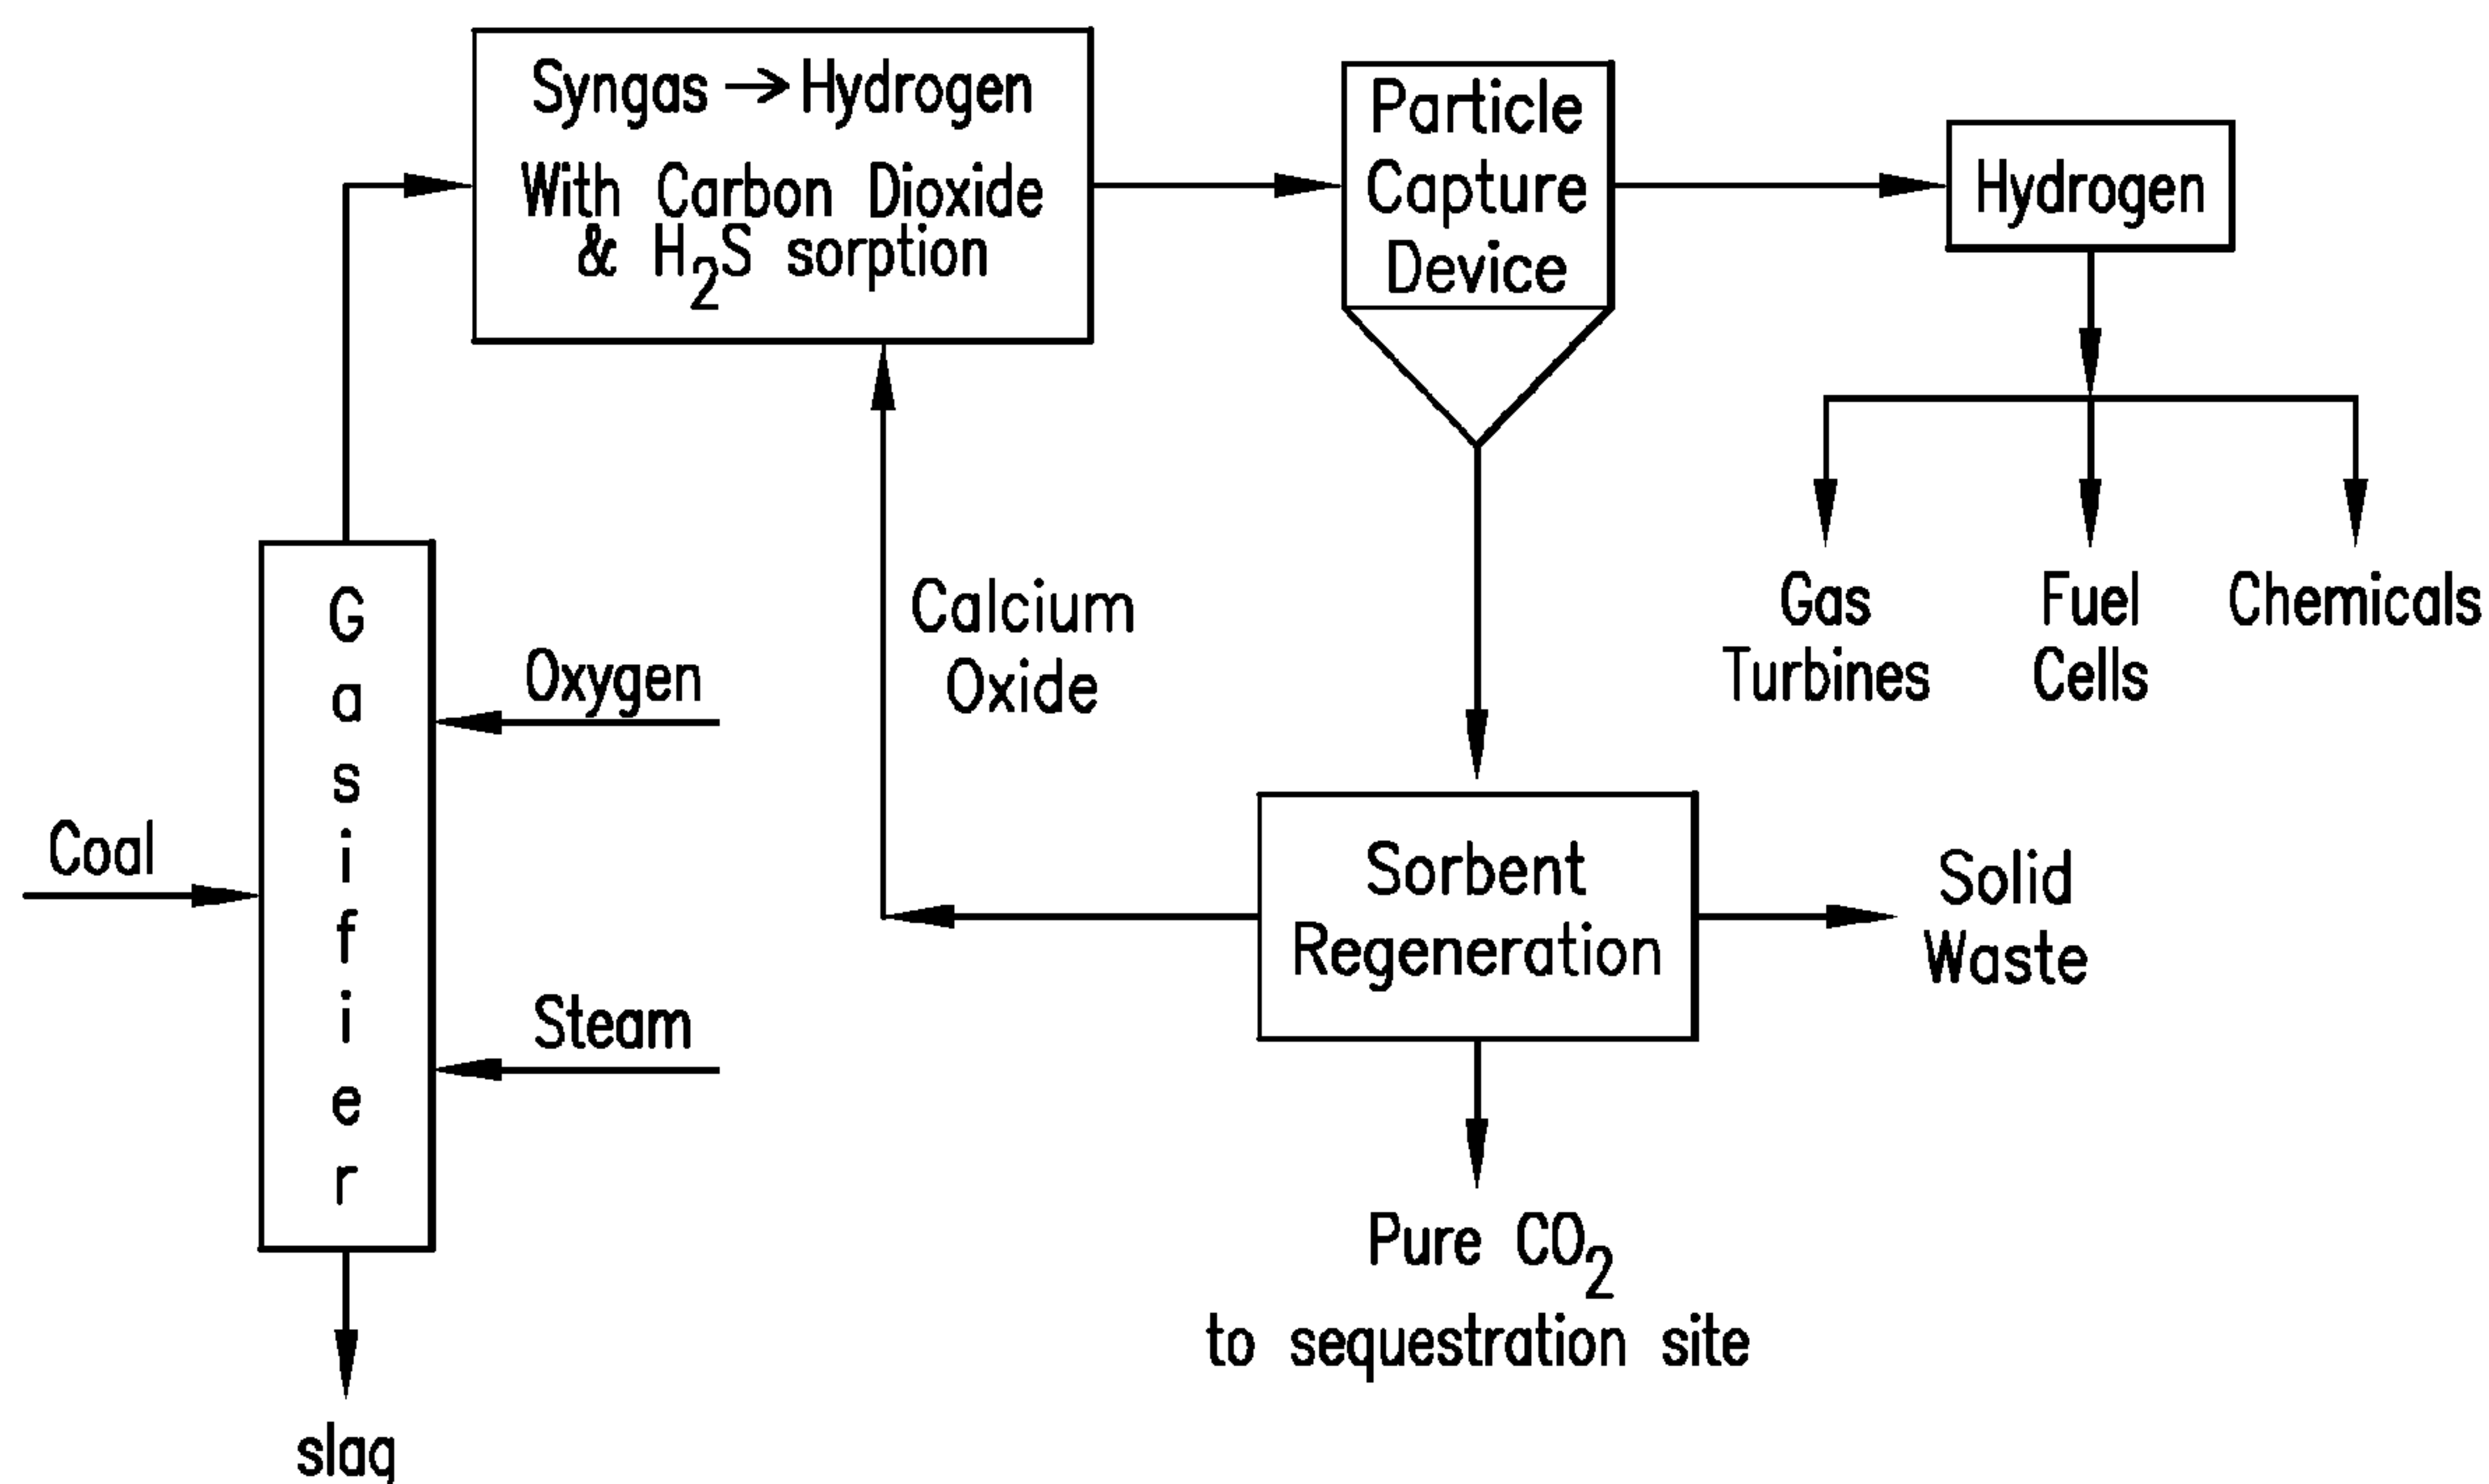 Syngas → Hydrogen
With Carbon Dioxide
& H₂S sorption
Particle
Capture
Device
Hydrogen
Gas
Turbines
Fuel
Cells
Chemicals
Gasifier
Oxygen
Coal
Steam
slag
Calcium
Oxide
Sorbent
Regeneration
Solid
Waste
Pure CO₂
to sequestration site